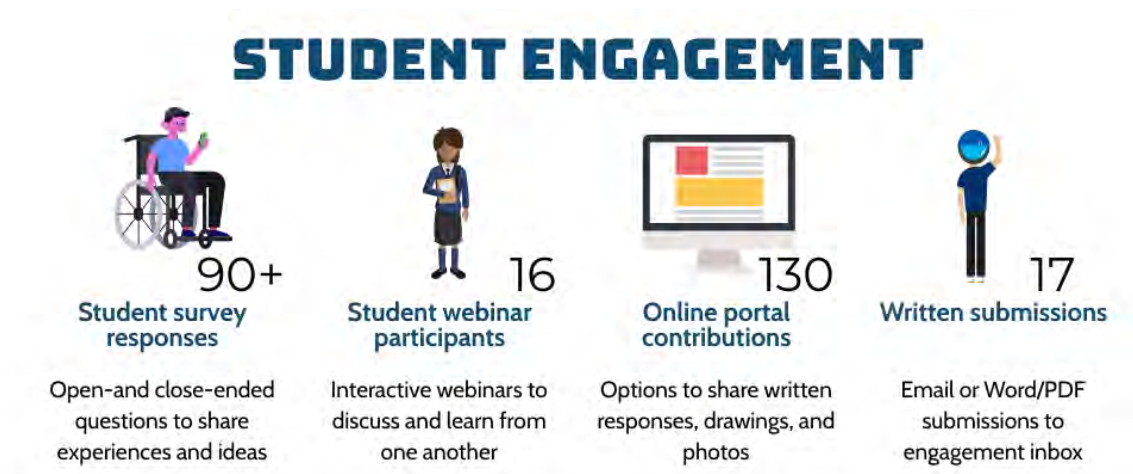 STUDENT ENGAGEMENT
90+
Student survey
responses
Open-and close-ended
questions to share
experiences and ideas
16
Student webinar
participants
Interactive webinars to
discuss and learn from
one another
130
Online portal
contributions
Options to share written
responses, drawings, and
photos
17
Written submissions
Email or Word/PDF
submissions to
engagement inbox